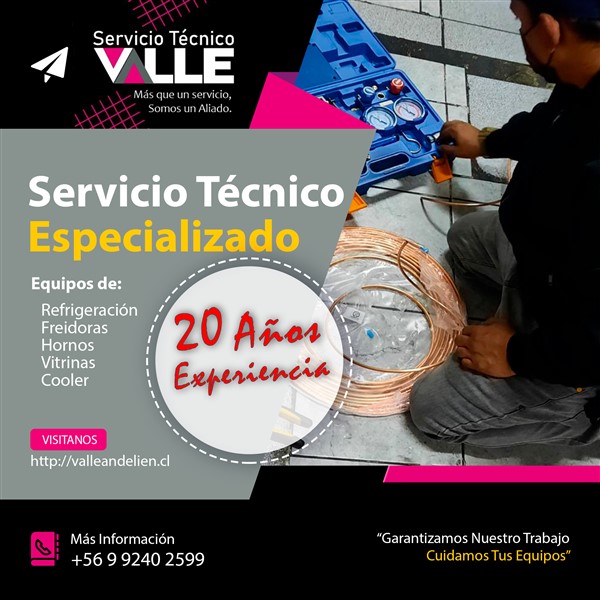 Servicio Técnico
VALLE
Más que un servicio,
Somos un Aliado.
Servicio Técnico
Especializado
Equipos de:
Refrigeración
Freidoras
Hornos
Vitrinas
Cooler
20 Años
Experiencia
VISITANOS
http://valleandelien.cl
Más Información
+56 9 9240 2599
“Garantizamos Nuestro Trabajo
Cuidamos Tus Equipos”